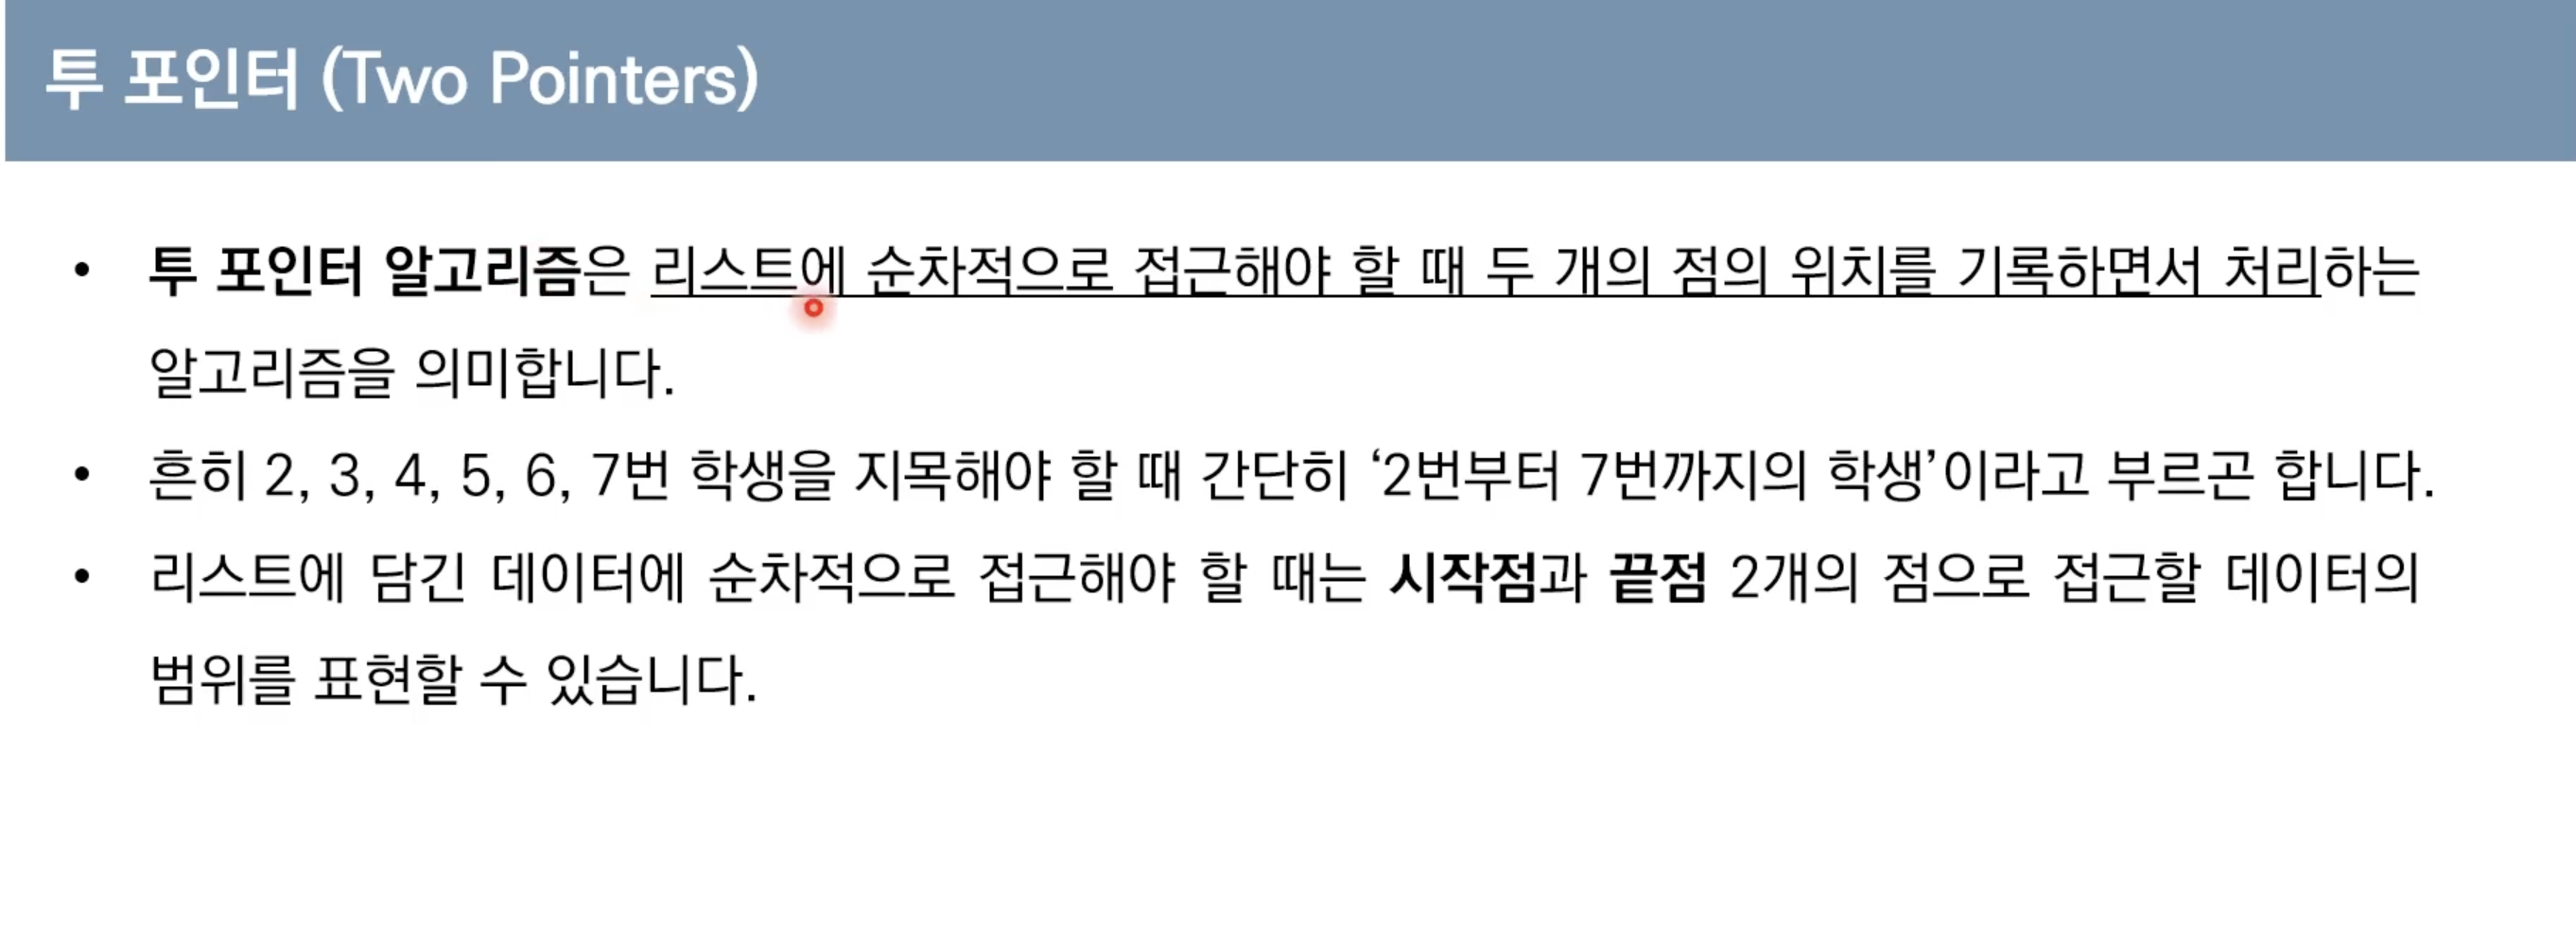 투 포인터 (Two Pointers)
• 투 포인터 알고리즘은 리스트에 순차적으로 접근해야 할 때 두 개의 점의 위치를 기록하면서 처리하는
알고리즘을 의미합니다.
• 흔히 2, 3, 4, 5, 6, 7번 학생을 지목해야 할 때 간단히 ‘2번부터 7번까지의 학생’이라고 부르곤 합니다.
• 리스트에 담긴 데이터에 순차적으로 접근해야 할 때는 시작점과 끝점 2개의 점으로 접근할 데이터의
범위를 표현할 수 있습니다.